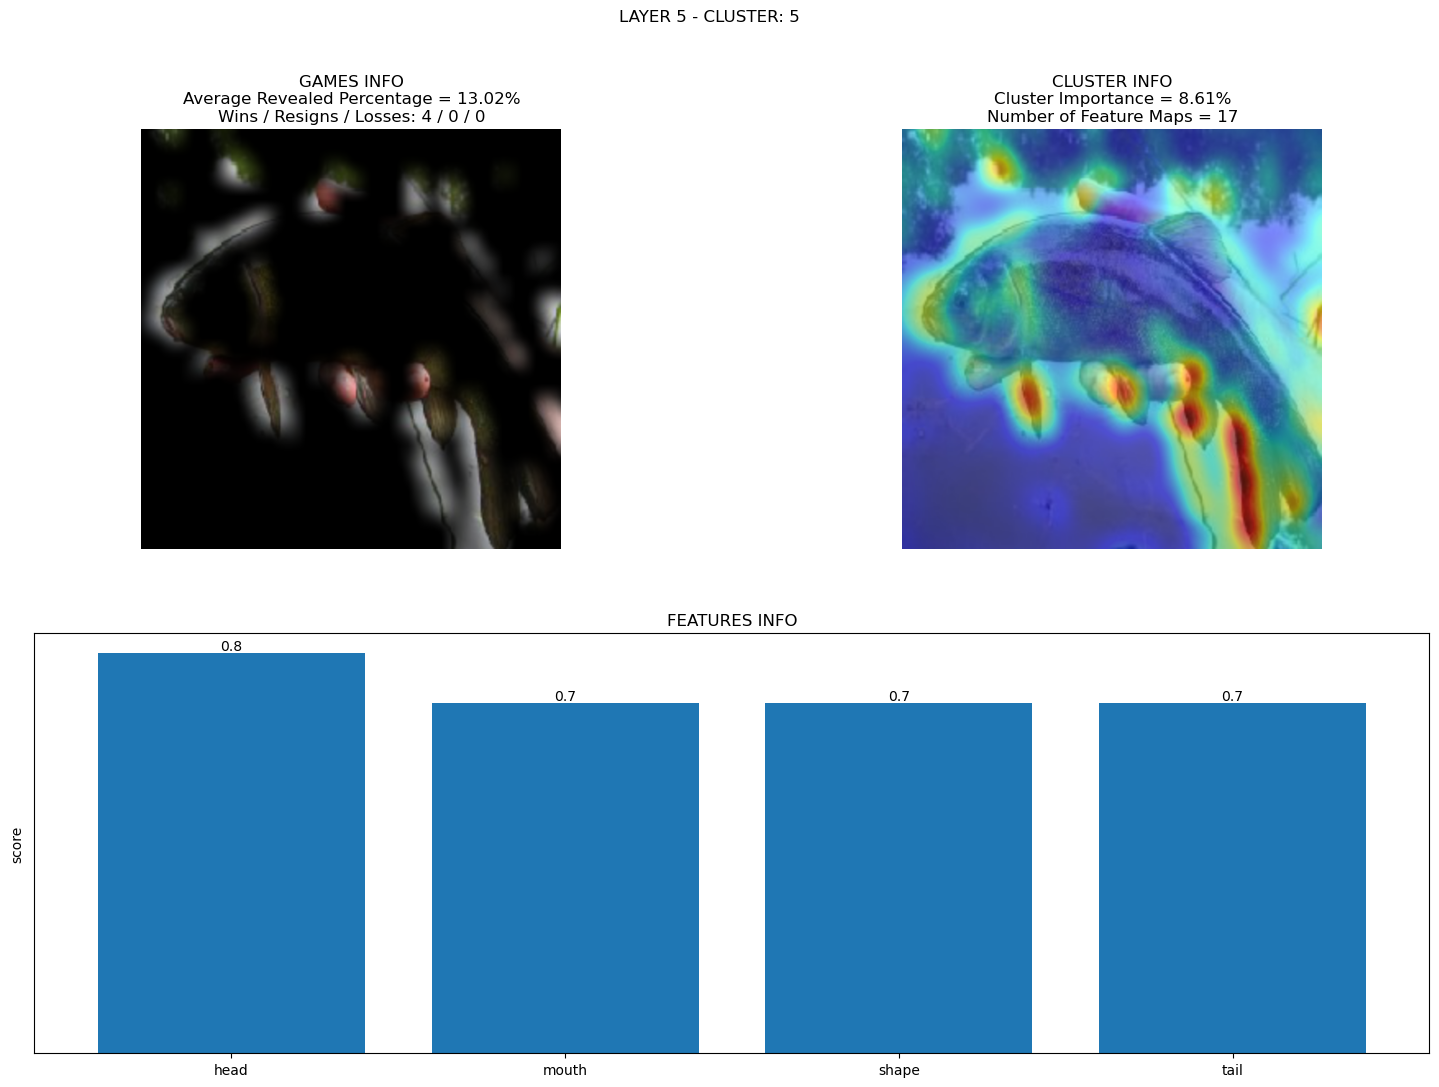 LAYER 5 - CLUSTER: 5
GAMES INFO
Average Revealed Percentage = 13.02%
Wins / Resigns / Losses: 4 / 0 / 0
CLUSTER INFO
Cluster Importance = 8.61%
Number of Feature Maps = 17
FEATURES INFO
score
0.8
0.7
0.7
0.7
head
mouth
shape
tail